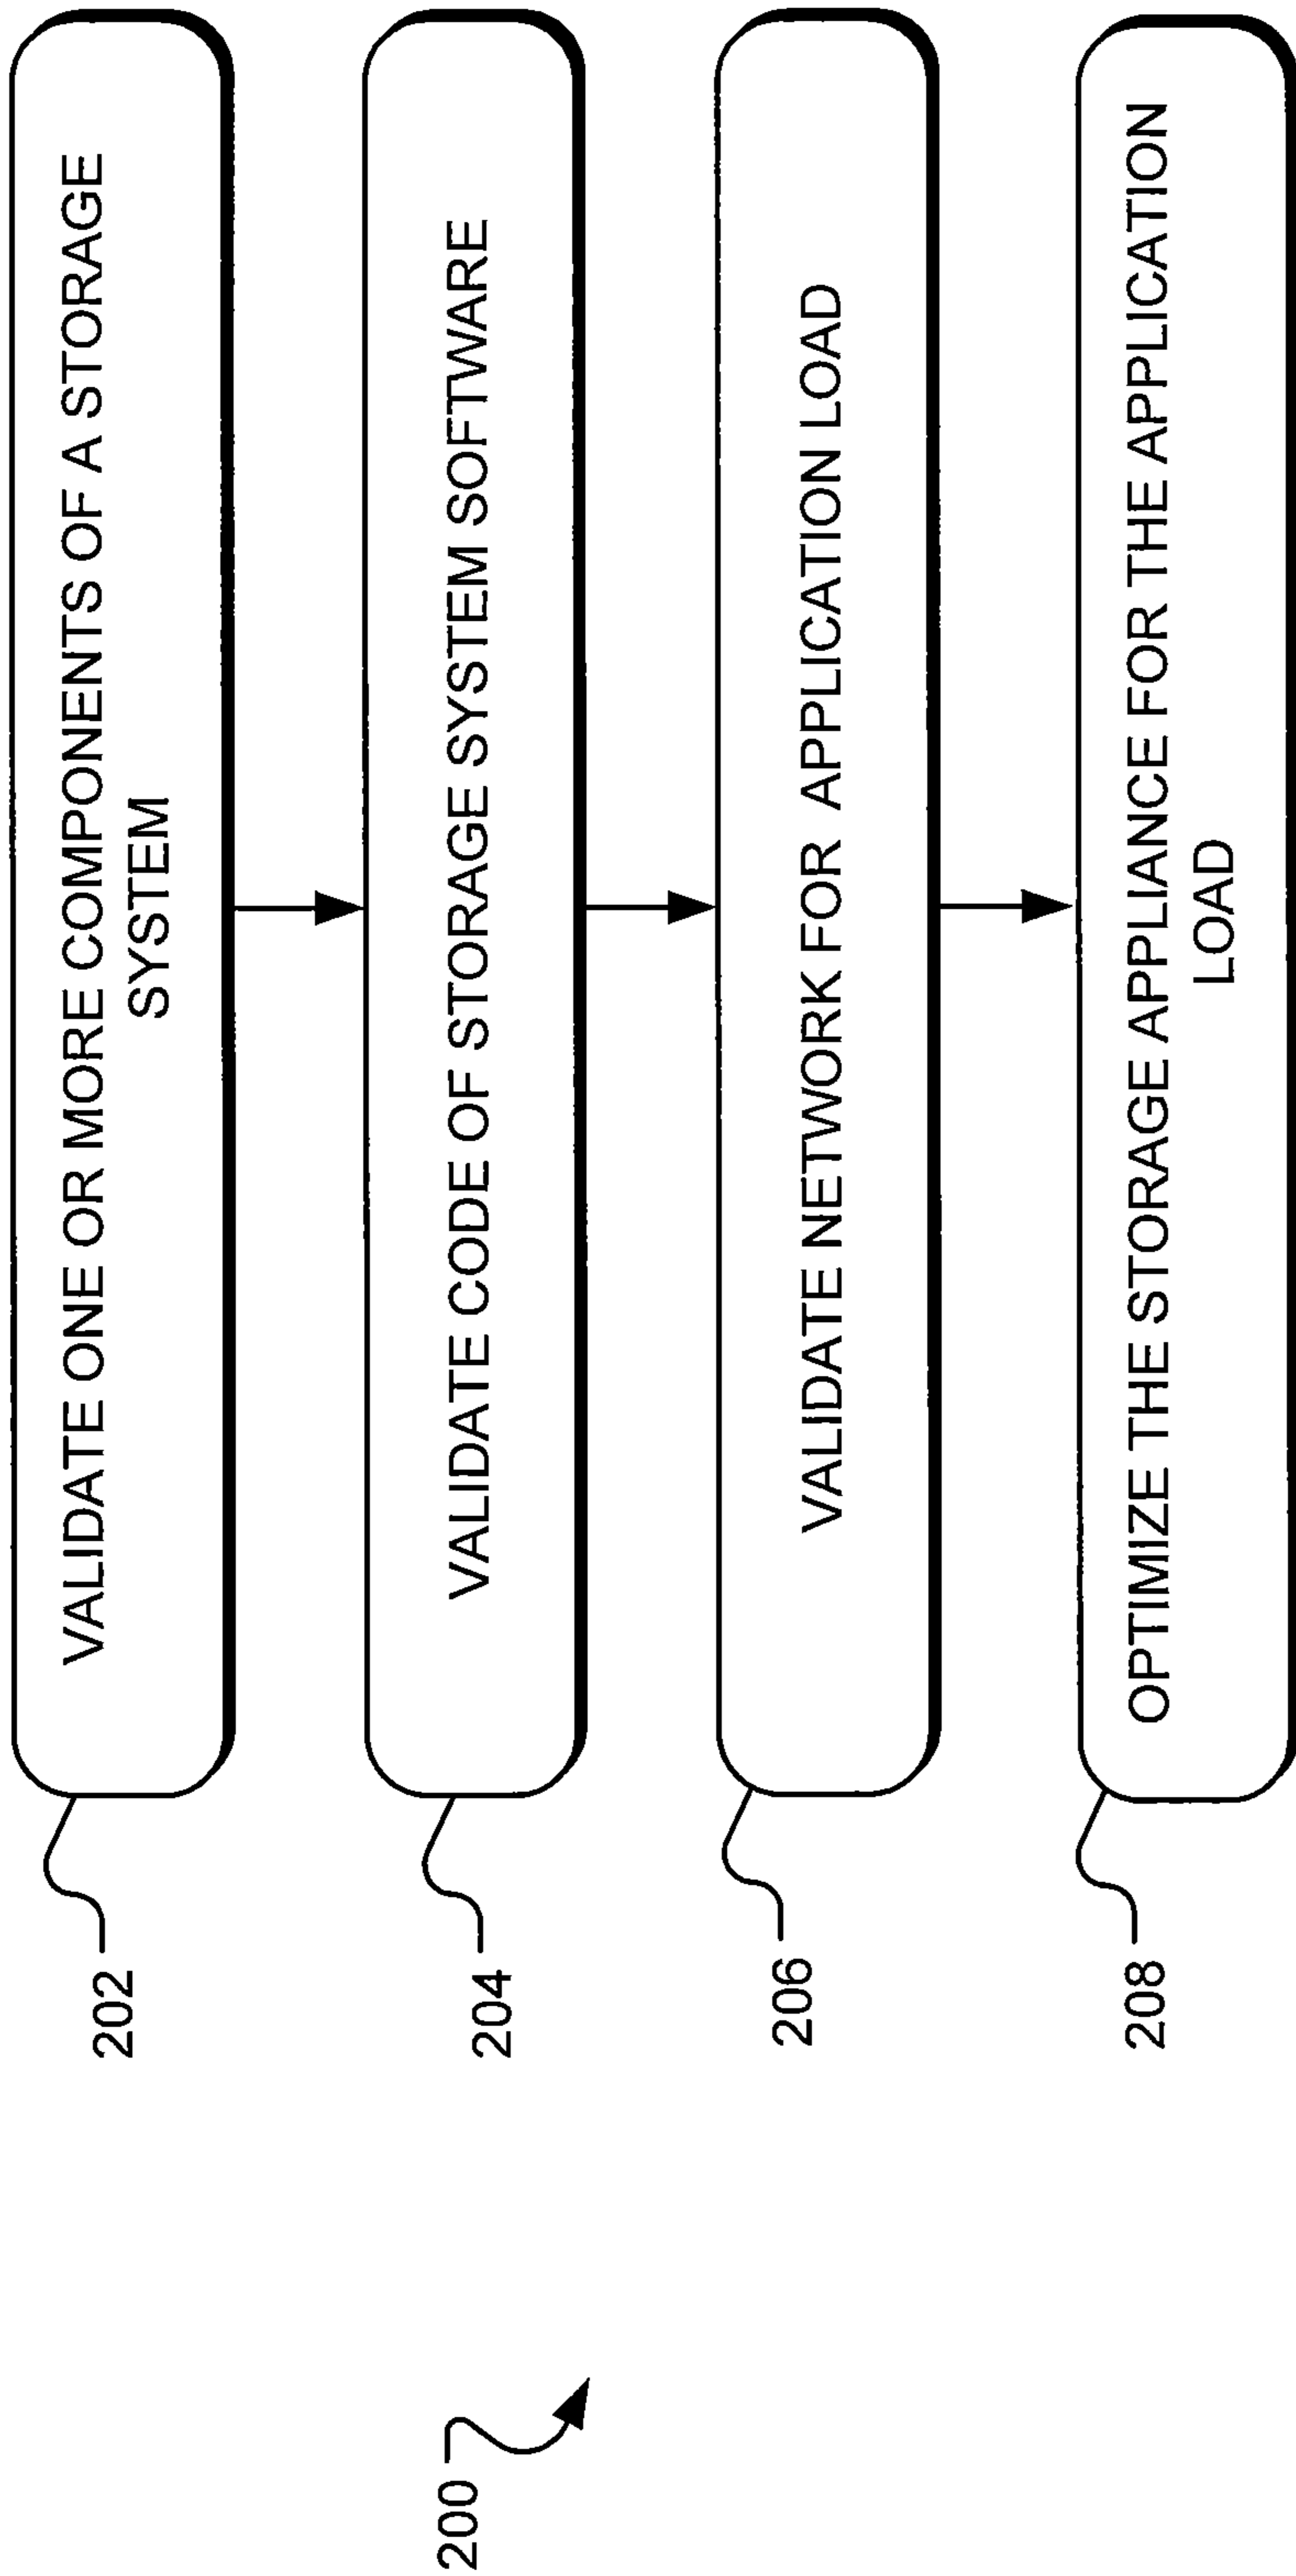 200
202
VALIDATE ONE OR MORE COMPONENTS OF A STORAGE
SYSTEM
204
VALIDATE CODE OF STORAGE SYSTEM SOFTWARE
206
VALIDATE NETWORK FOR APPLICATION LOAD
208
OPTIMIZE THE STORAGE APPLIANCE FOR THE APPLICATION
LOAD